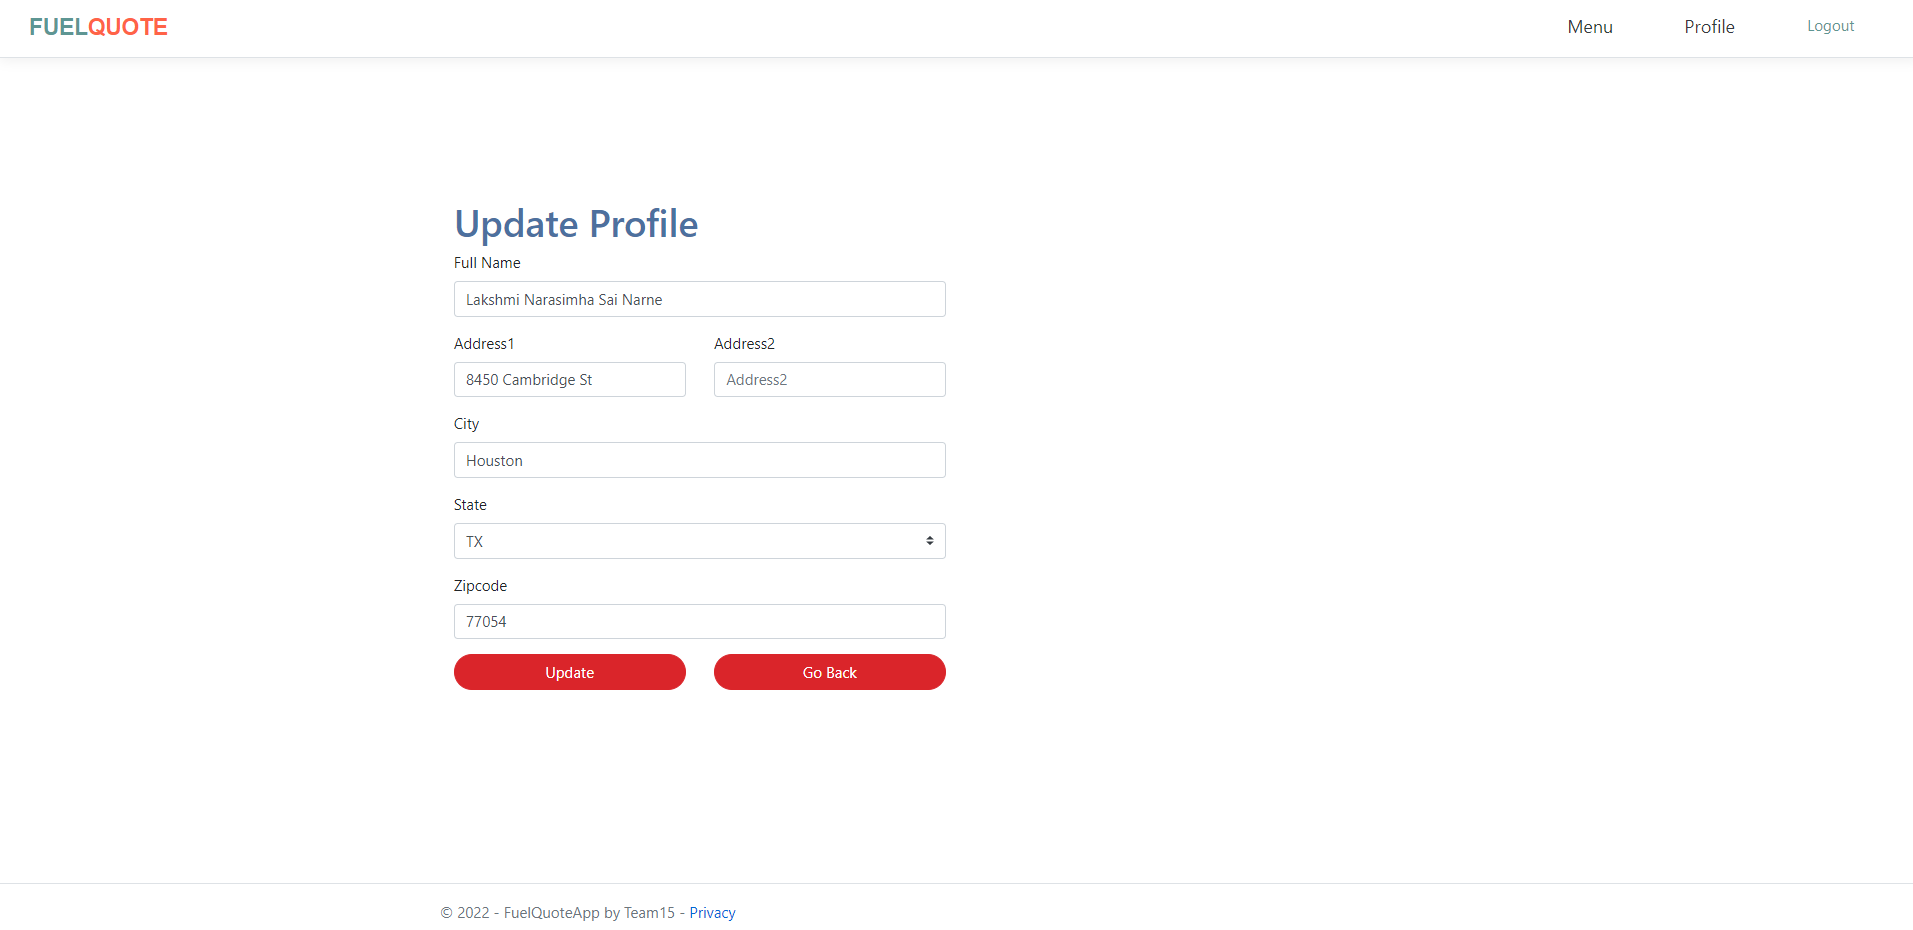 FUELQUOTE Menu Profile Logout
Update Profile
Full Name
Lakshmi Narasimha Sai Narne
Address1 Address2
8450 Cambridge St Address2
City
Houston
State
TX
Zipcode
77054
Update Go Back
© 2022 - FuelQuoteApp by Team15 - Privacy